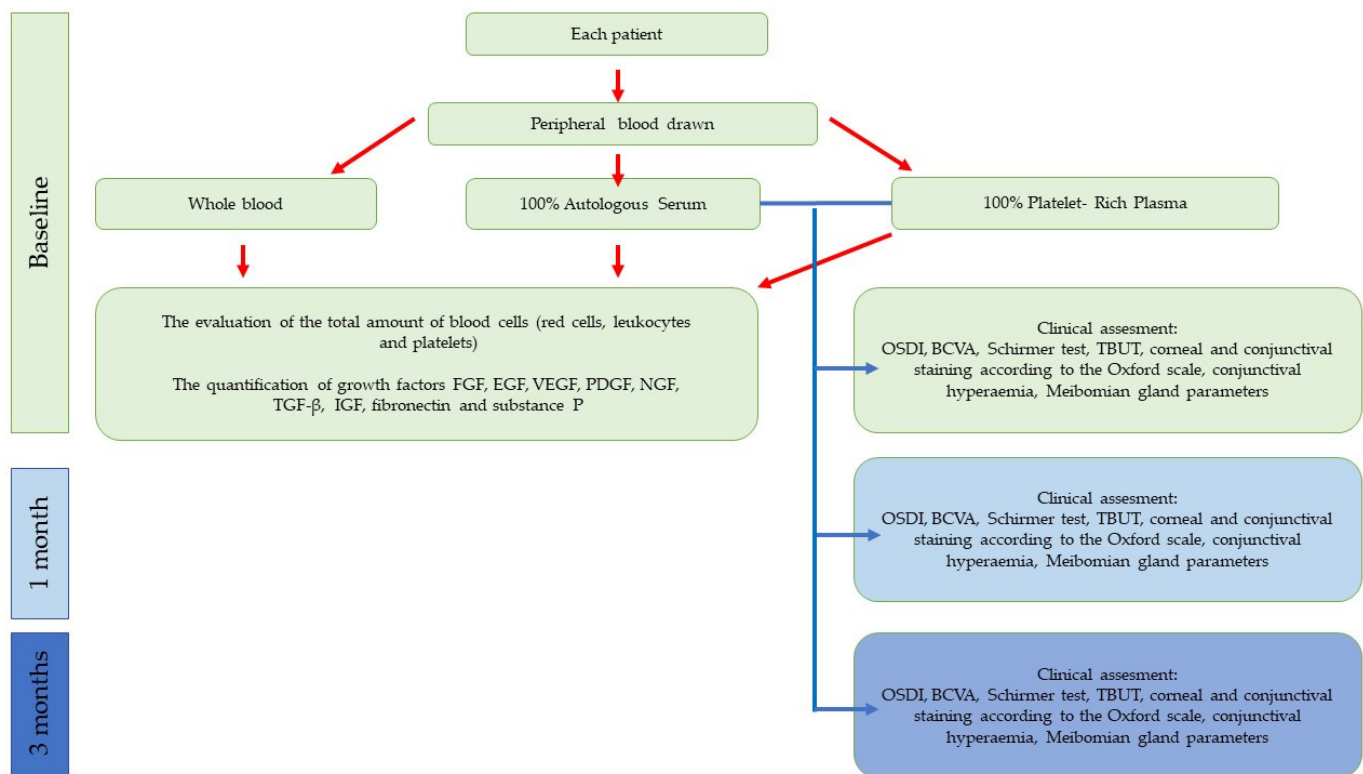 Baseline
Each patient
Peripheral blood drawn
Whole blood
100% Autologous Serum
100% Platelet- Rich Plasma
The evaluation of the total amount of blood cells (red cells, leukocytes
and platelets)
The quantification of growth factors FGF, EGF, VEGF, PDGF, NGF,
TGF-β, IGF, fibronectin and substance P
Clinical assesment:
OSDI, BCVA, Schirmer test, TBUT, corneal and conjunctival
staining according to the Oxford scale, conjunctival
hyperaemia, Meibomian gland parameters
1 month
Clinical assesment:
OSDI, BCVA, Schirmer test, TBUT, corneal and conjunctival
staining according to the Oxford scale, conjunctival
hyperaemia, Meibomian gland parameters
3 months
Clinical assesment:
OSDI, BCVA, Schirmer test, TBUT, corneal and conjunctival
staining according to the Oxford scale, conjunctival
hyperaemia, Meibomian gland parameters